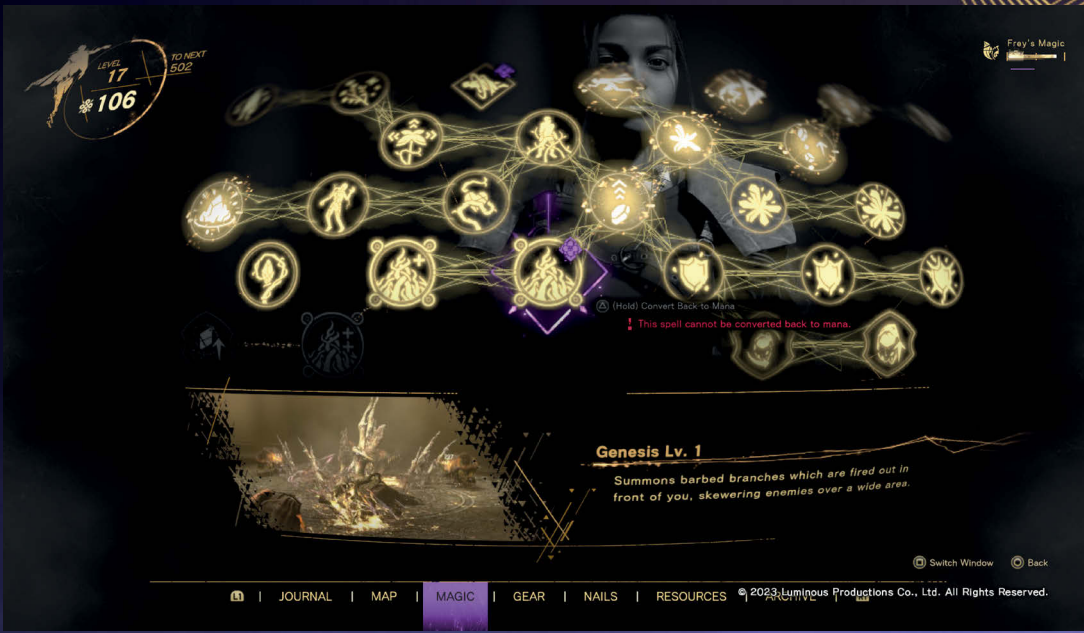 LEVEL
17
106
TO NEXT
502
Frey's Magic
(Hold) Convert Back to Mana
! This spell cannot be converted back to mana.
Genesis Lv. 1
Summons barbed branches which are fired out in
front of you, skewering enemies over a wide area.
Switch Window Back
L1 | JOURNAL | MAP | MAGIC | GEAR | NAILS | RESOURCES | ARCHIVE |
© 2023 Luminous Productions Co., Ltd. All Rights Reserved.